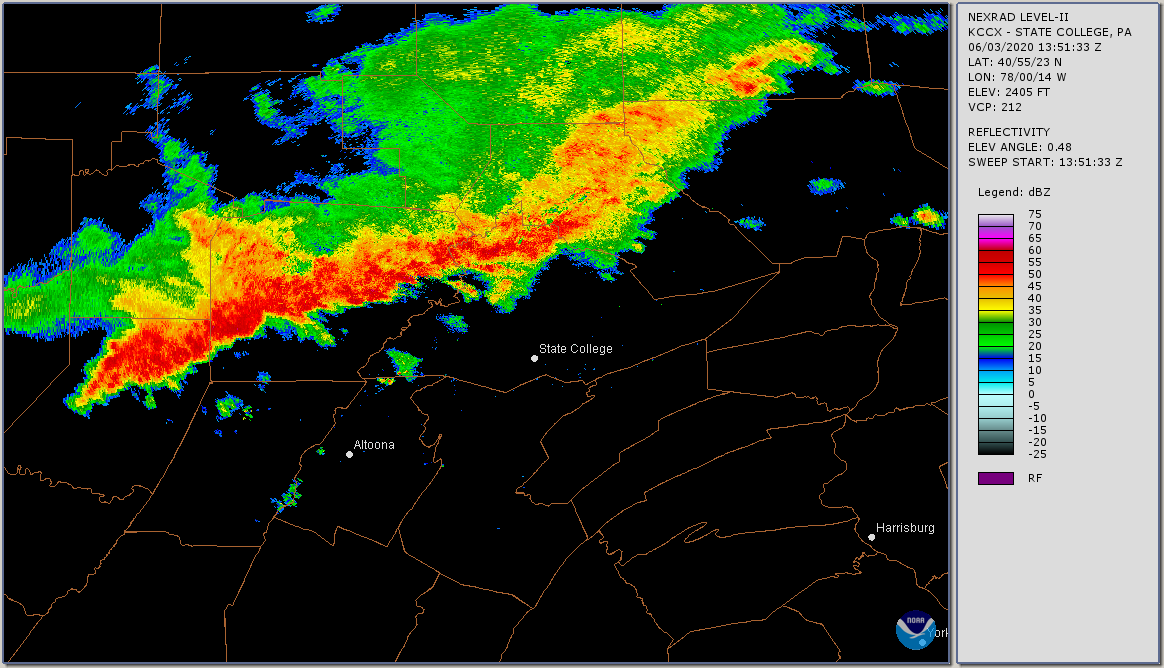 NEXRAD LEVEL-II
KCCX - STATE COLLEGE, PA
06/03/2020 13:51:33 Z
LAT: 40/55/23 N
LON: 78/00/14 W
ELEV: 2405 FT
VCP: 212
REFLECTIVITY
ELEV ANGLE: 0.48
SWEEP START: 13:51:33 Z
Legend: dBZ
75
70
65
60
55
50
45
40
35
30
25
20
15
10
5
0
-5
-10
-15
-20
-25
RF
State College
Altoona
Harrisburg
NOAA
York